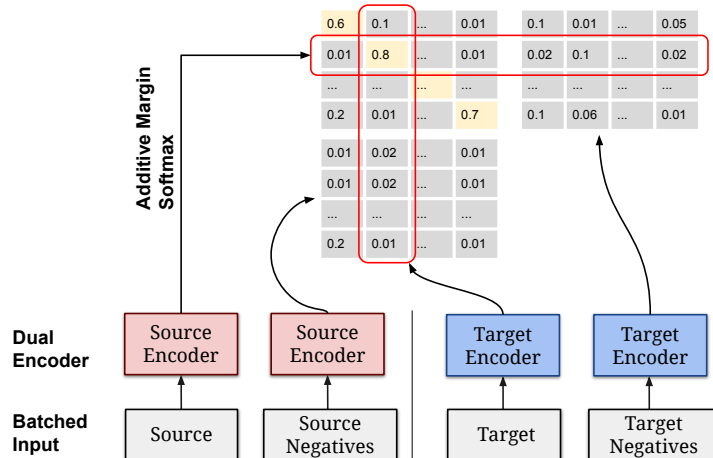 0.6 0.1 ... 0.01 0.1 0.01 ... 0.05
0.01 0.8 ... 0.01 0.02 0.1 ... 0.02
... ... ... ... ... ... ... ...
0.2 0.01 ... 0.7 0.1 0.06 ... 0.01
0.01 0.02 ... 0.01
0.01 0.02 ... 0.01
... ... ... ...
0.2 0.01 ... 0.01
Additive Margin
Softmax
Dual
Encoder
Source
Encoder
Source
Encoder
Target
Encoder
Target
Encoder
Batched
Input
Source
Source
Negatives
Target
Target
Negatives